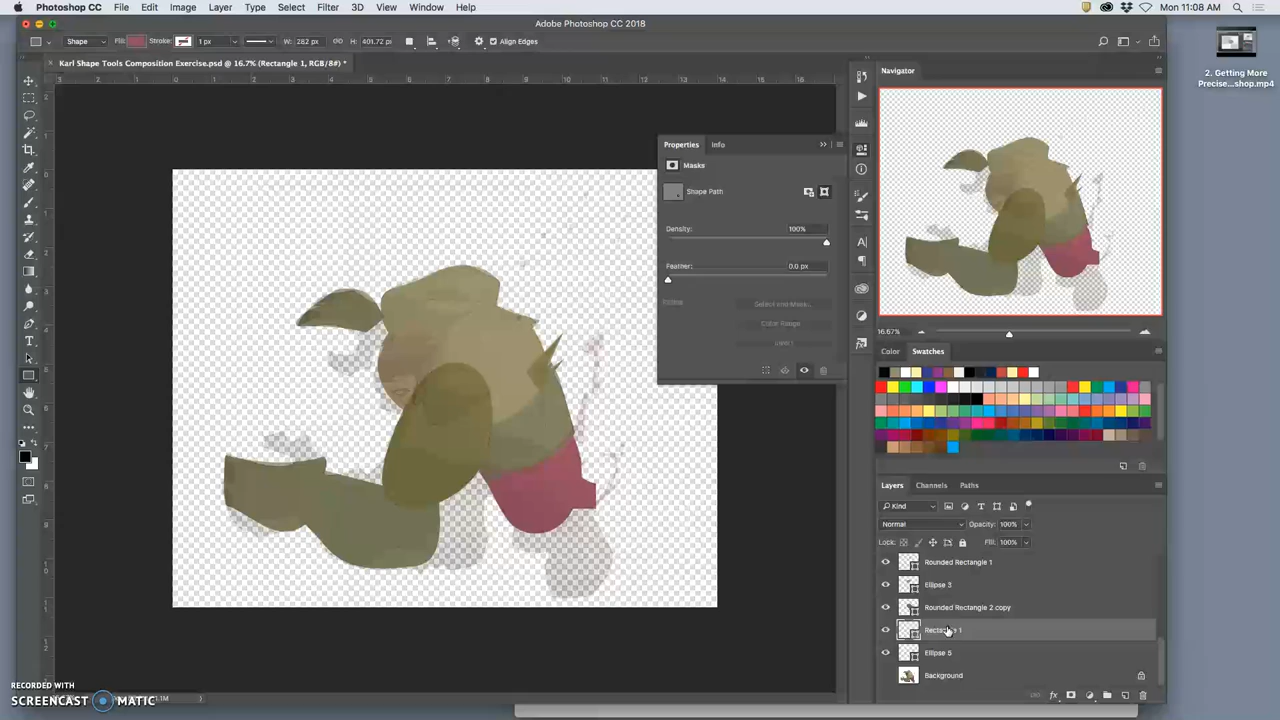 Photoshop CC File Edit Image Layer Type Select Filter 3D View Window Help Mon 11:08 AM
Adobe Photoshop CC 2018
Shape Fill: Stroke: 1 px W: 282 px H: 401.72 px Align Edges
Karl Shape Tools Composition Exercise.psd @ 16.7% (Rectangle 1, RGB/8#) *
2. Getting More
Precise...shop.mp4
Navigator
Properties Info
Masks
Shape Path
Density: 100%
Feather: 0.0 px
Select and Mask...
Color Range
16.67%
Color Swatches
Layers Channels Paths
Kind
Normal Opacity: 100%
Lock: Fill: 100%
Rounded Rectangle 1
Ellipse 3
Rounded Rectangle 2 copy
Rectangle 1
Ellipse 5
Background
RECORDED WITH
SCREENCAST MATIC